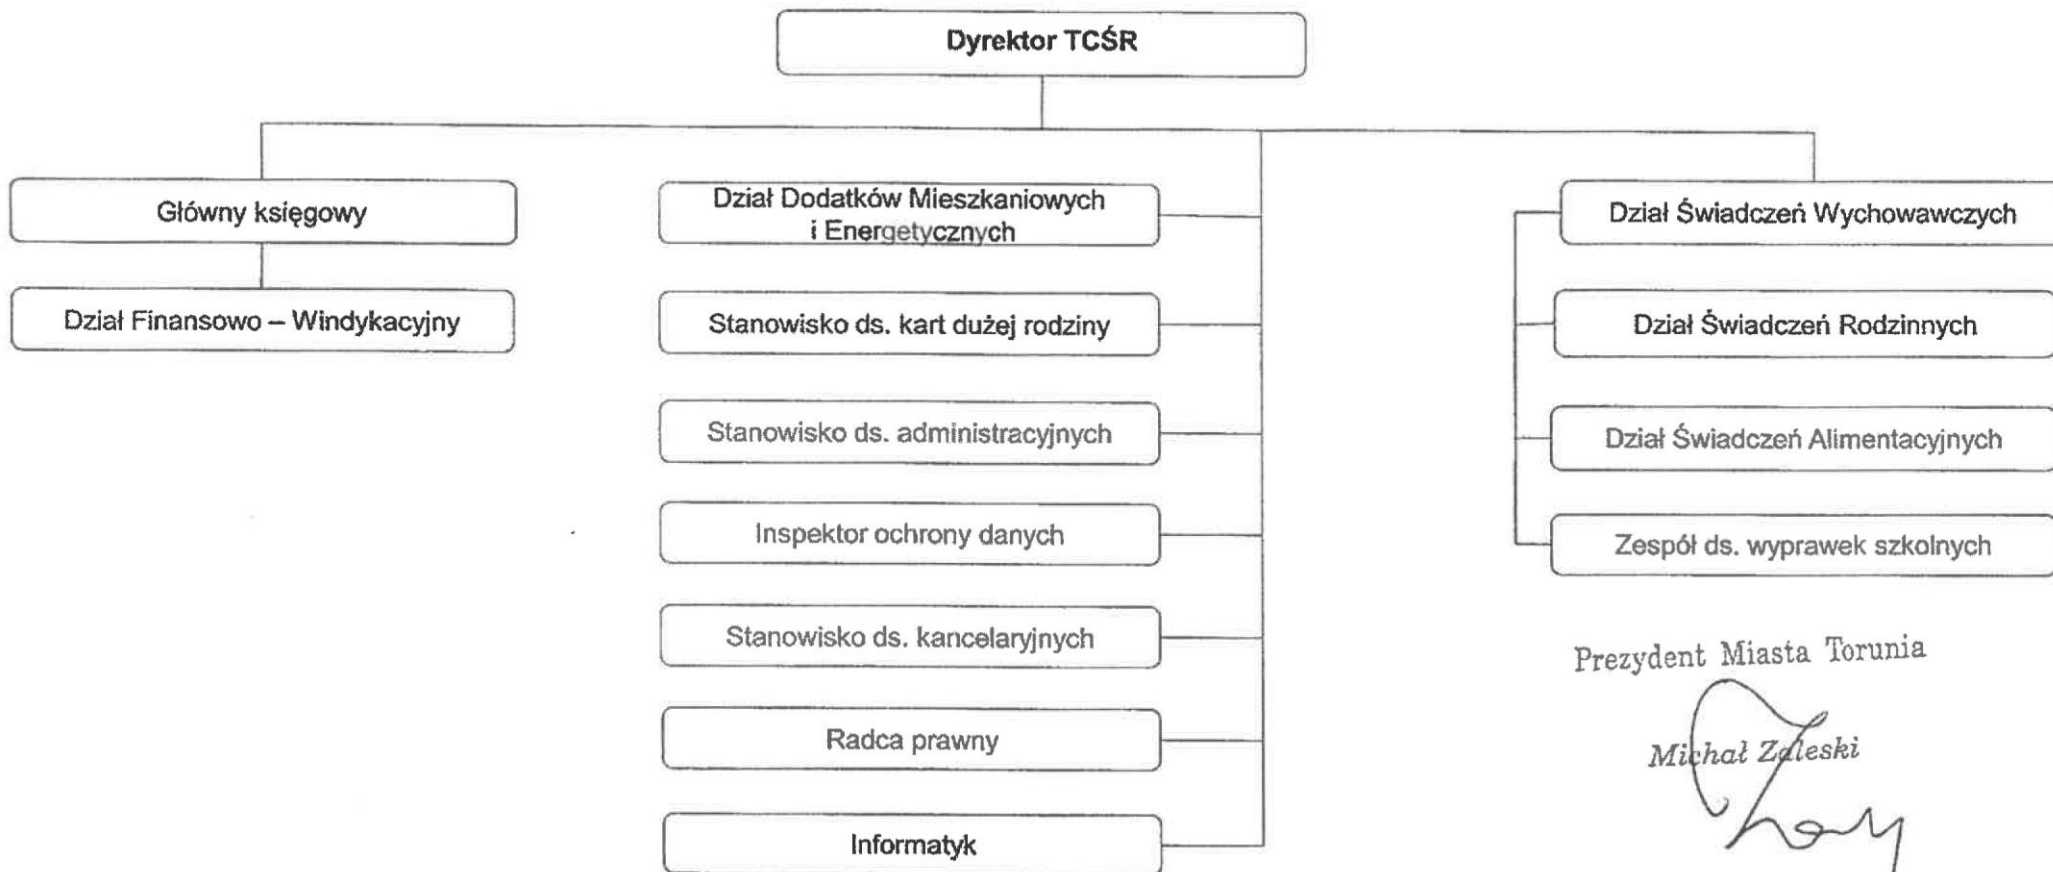 Dyrektor TCŚR
Główny księgowy
Dział Finansowo – Windykacyjny
Dział Dodatków Mieszkaniowych
i Energetycznych
Stanowisko ds. kart dużej rodziny
Stanowisko ds. administracyjnych
Inspektor ochrony danych
Stanowisko ds. kancelaryjnych
Radca prawny
Informatyk
Dział Świadczeń Wychowawczych
Dział Świadczeń Rodzinnych
Dział Świadczeń Alimentacyjnych
Zespół ds. wyprawek szkolnych
Prezydent Miasta Torunia
Michał Zaleski